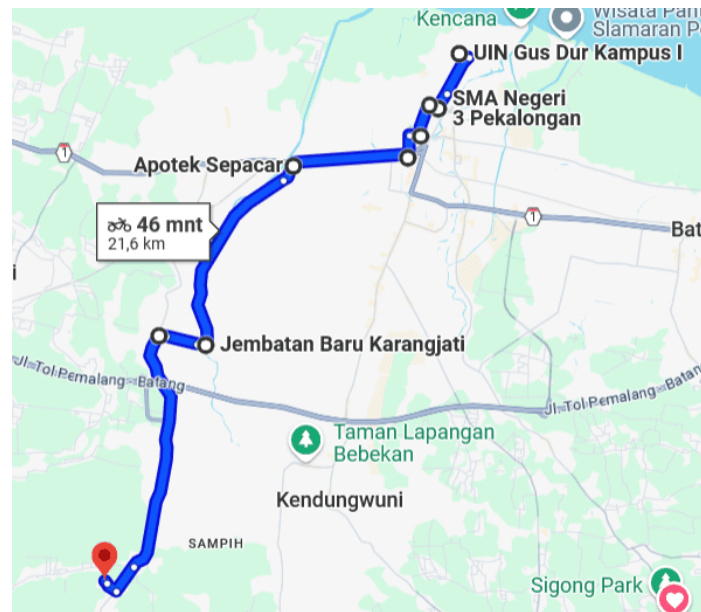 Kencana
Wisata Pan
Slamaran Pe
UIN Gus Dur Kampus I
SMA Negeri
3 Pekalongan
1
Apotek Sepacar
46 mnt
21,6 km
1
Bat
i
Jembatan Baru Karangjati
Jl. Tol Pemalang-Batang
Jl. Tol Pemalang-Batang
Taman Lapangan
Bebekan
Kendungwuni
SAMPIH
Sigong Park